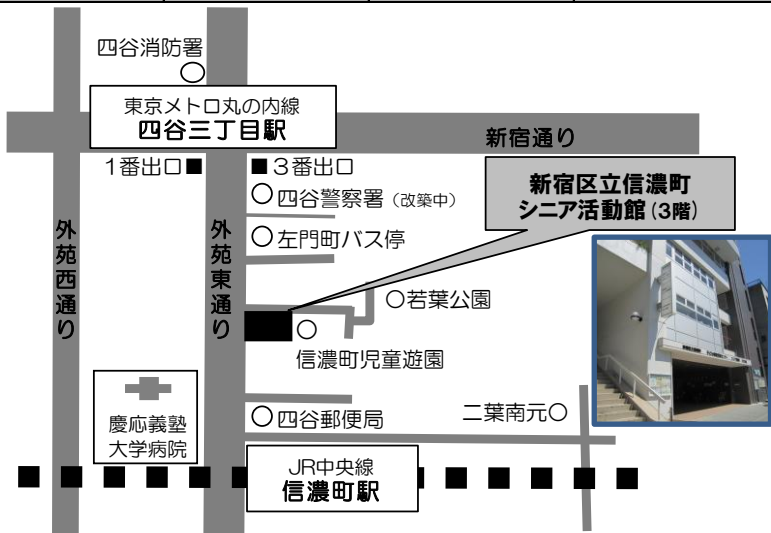 四谷消防署
東京メトロ丸の内線
四谷三丁目駅
新宿通り
1番出口■
■3番出口
新宿区立信濃町
シニア活動館(3階)
四谷警察署(改築中)
外苑西通り
外苑東通り
左門町バス停
若葉公園
信濃町児童遊園
慶応義塾
大学病院
四谷郵便局
二葉南元
JR中央線
信濃町駅